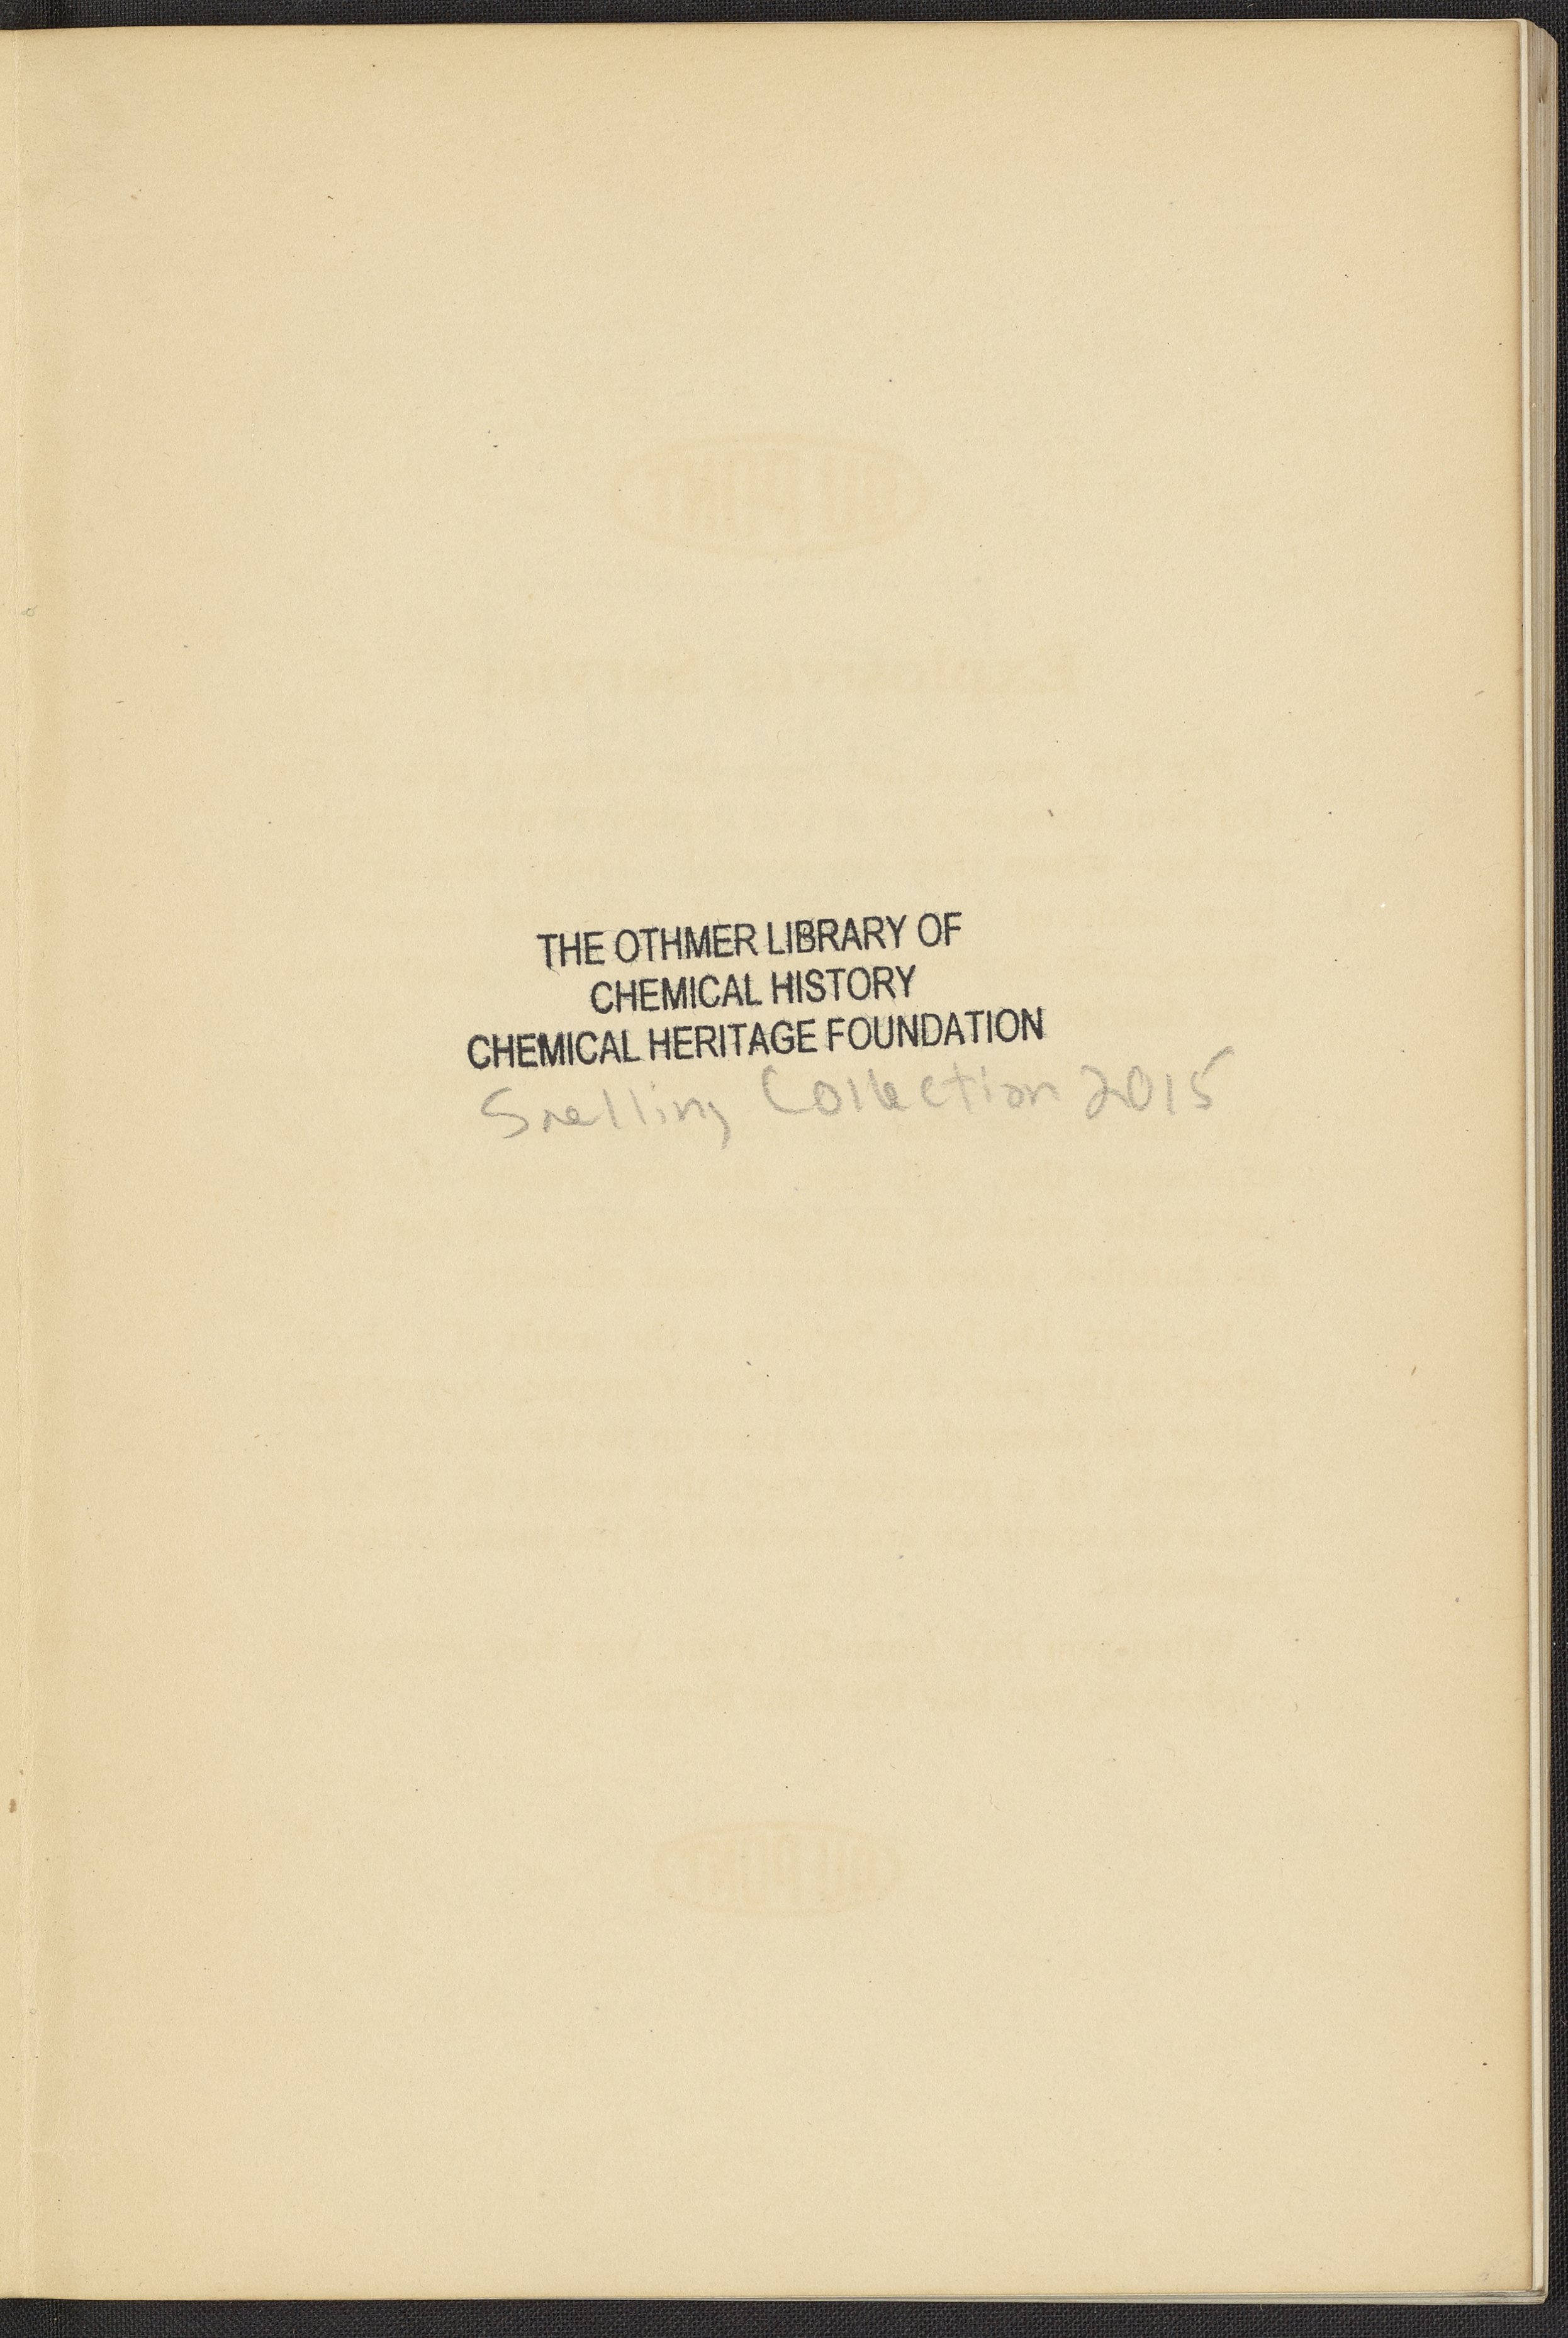 THE OTHMER LIBRARY OF
CHEMICAL HISTORY
CHEMICAL HERITAGE FOUNDATION
Snelling Collection 2015